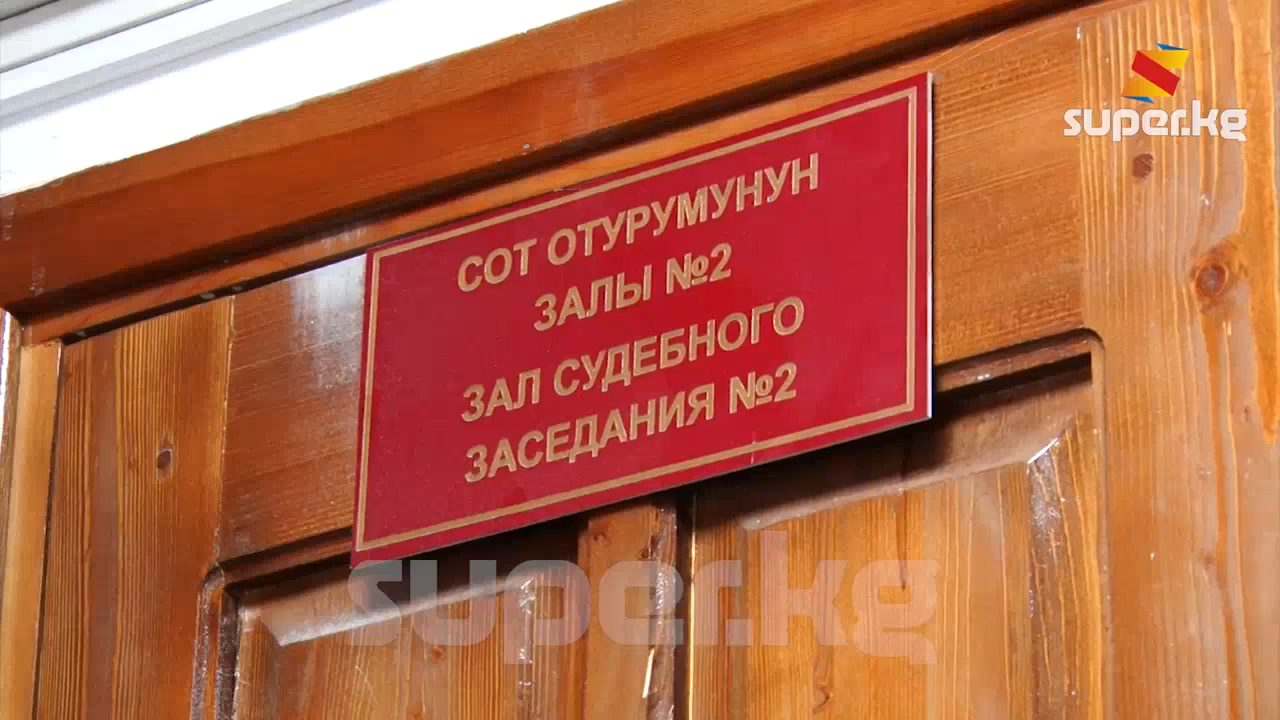 super.kg
СОТ ОТУРУМУНУН
ЗАЛЫ №2
ЗАЛ СУДЕБНОГО
ЗАСЕДАНИЯ №2
super.kg